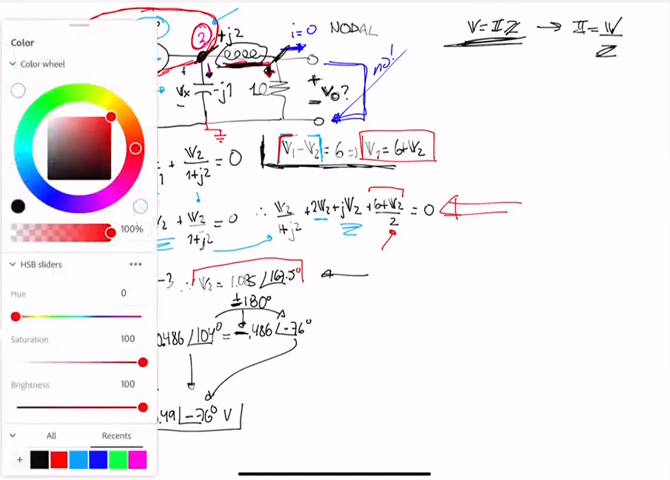 Color
Color wheel
100%
HSB sliders
Hue 0
Saturation 100
Brightness 100
All Recents
+j2 i=0 NODAL
V=IZ → I=V/Z
2
Vx -j1 1Ω + V0? no!
+ V2/1+j2 =0 V1-V2=6 ⇒ V1=6+V2
V2 + V2/1+j2 =0 ∴ V2/1+j2 +2V2+jV2+ 6+V2/2 =0
-3 ∴ V2=1.085∠162.5°
±180°
0.486∠104° = -.486∠-76°
.49∠-76° V